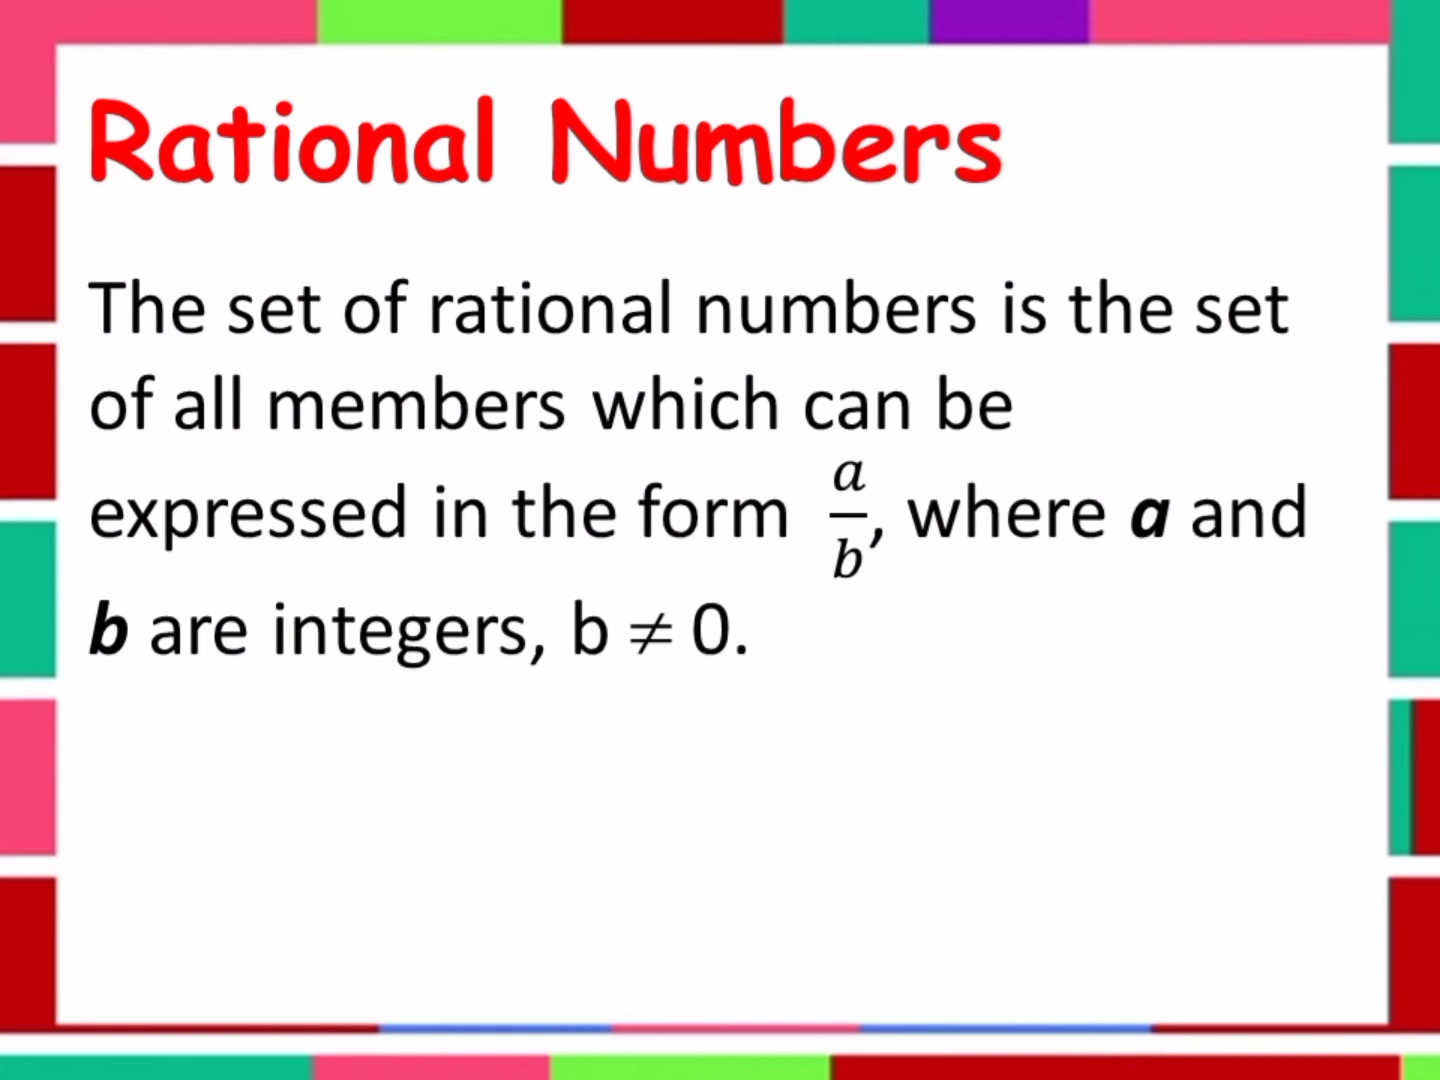 Rational Numbers
The set of rational numbers is the set
of all members which can be
expressed in the form a/b, where a and
b are integers, b ≠ 0.